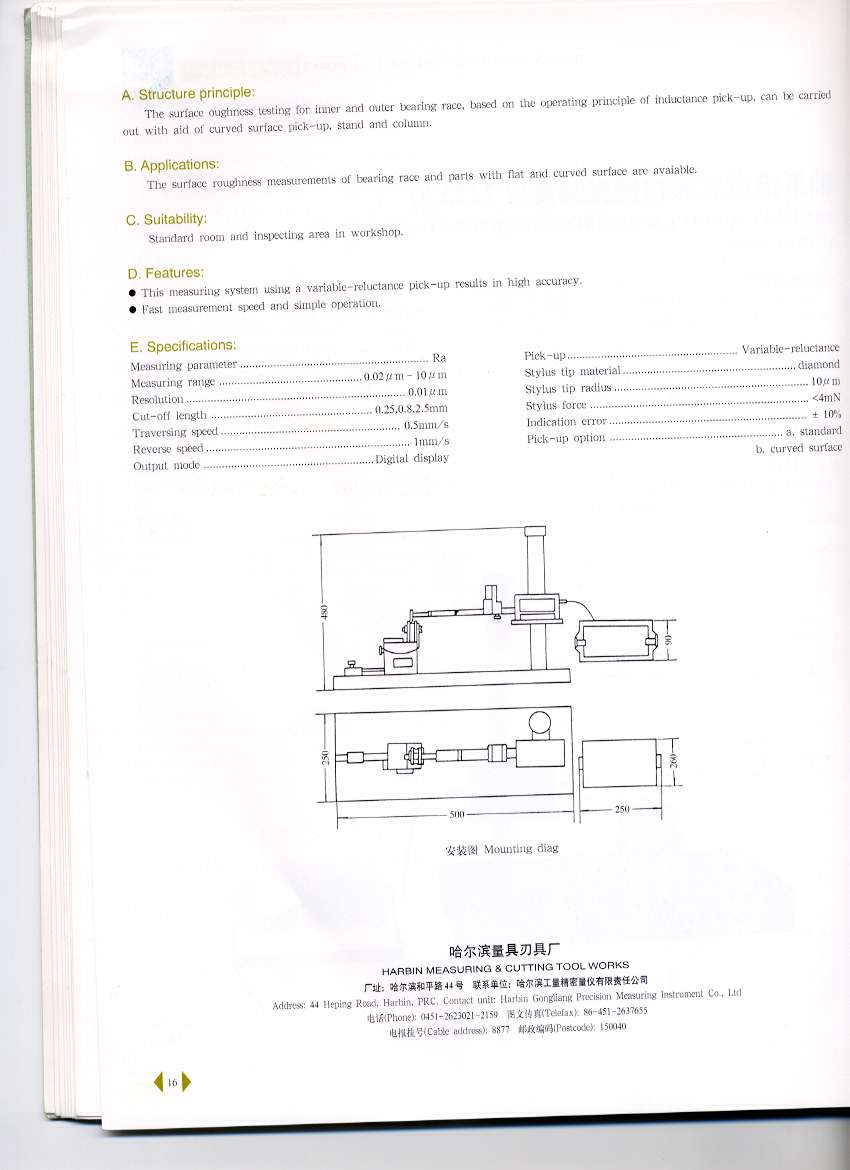 A. Structure principle:
The surface oughness testing for inner and outer bearing race, based on the operating principle of inductance pick-up, can be carried
out with aid of curved surface pick-up, stand and column.
B. Applications:
The surface roughness measurements of bearing race and parts with flat and curved surface are avaiable.
C. Suitability:
Standard room and inspecting area in workshop.
D. Features:
● This measuring system using a variable-reluctance pick-up results in high accuracy.
● Fast measurement speed and simple operation.
E. Specifications:
Measuring parameter ........ Ra
Measuring range ........ 0.02μm-10μm
Resolution ........ 0.01μm
Cut-off length ........ 0.25,0.8,2.5mm
Traversing speed ........ 0.5mm/s
Reverse speed ........ 1mm/s
Output mode ........ Digital display
Pick-up ........ Variable-reluctance
Stylus tip material ........ diamond
Stylus tip radius ........ 10μm
Stylus force ........ <4mN
Indication error ........ ± 10%
Pick-up option ........ a. standard
b. curved surface
480
90
250
260
500
250
安装图 Mounting diag
哈尔滨量具刃具厂
HARBIN MEASURING & CUTTING TOOL WORKS
厂址：哈尔滨和平路44号 联系单位：哈尔滨工量精密量仪有限责任公司
Address: 44 Heping Road, Harbin, PRC. Contact unit: Harbin Gongliang Precision Measuring Instrument Co., Ltd
电话(Phone): 0451-2623021-2159 图文传真(Telefax): 86-451-2637655
电报挂号(Cable address): 8877 邮政编码(Postcode): 150040
16